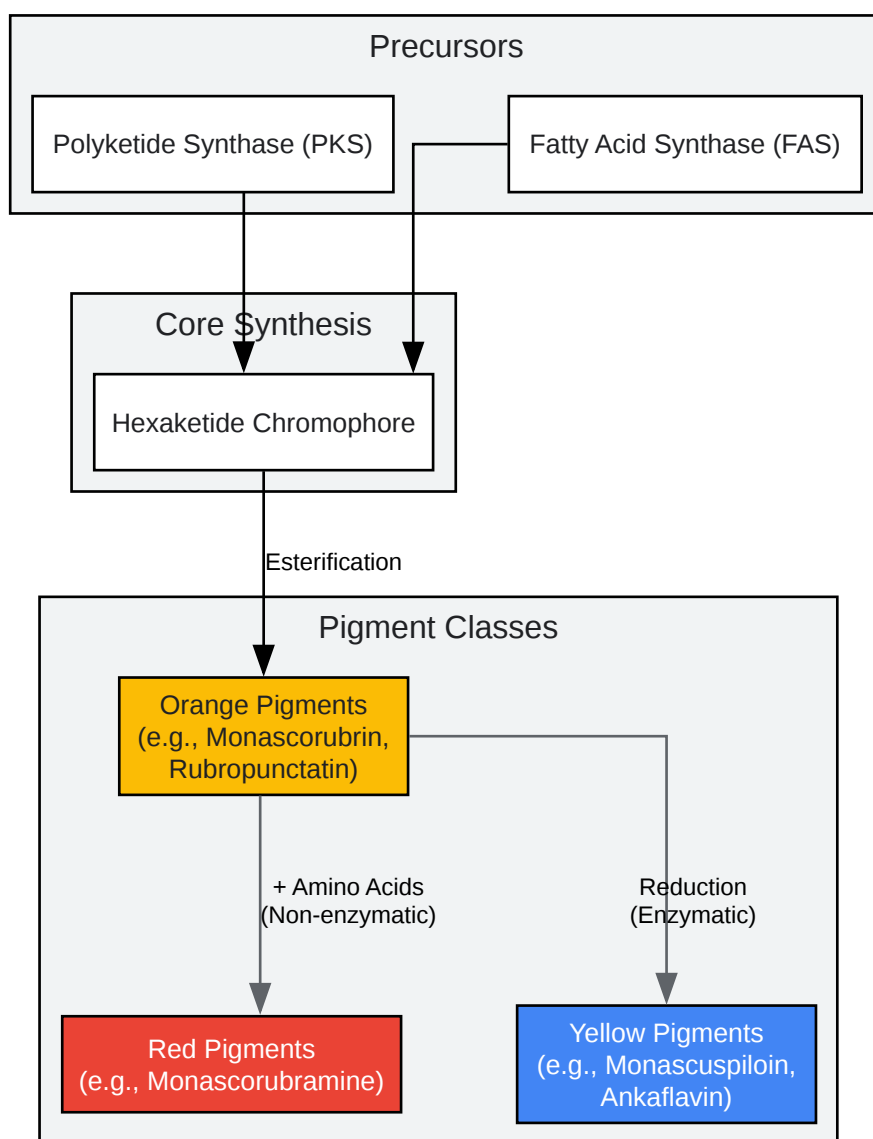 Precursors
Polyketide Synthase (PKS)
Fatty Acid Synthase (FAS)
Core Synthesis
Hexaketide Chromophore
Esterification
Pigment Classes
Orange Pigments
(e.g., Monascorubrin,
Rubropunctatin)
+ Amino Acids
(Non-enzymatic)
Reduction
(Enzymatic)
Red Pigments
(e.g., Monascorubramine)
Yellow Pigments
(e.g., Monascuspiloin,
Ankaflavin)